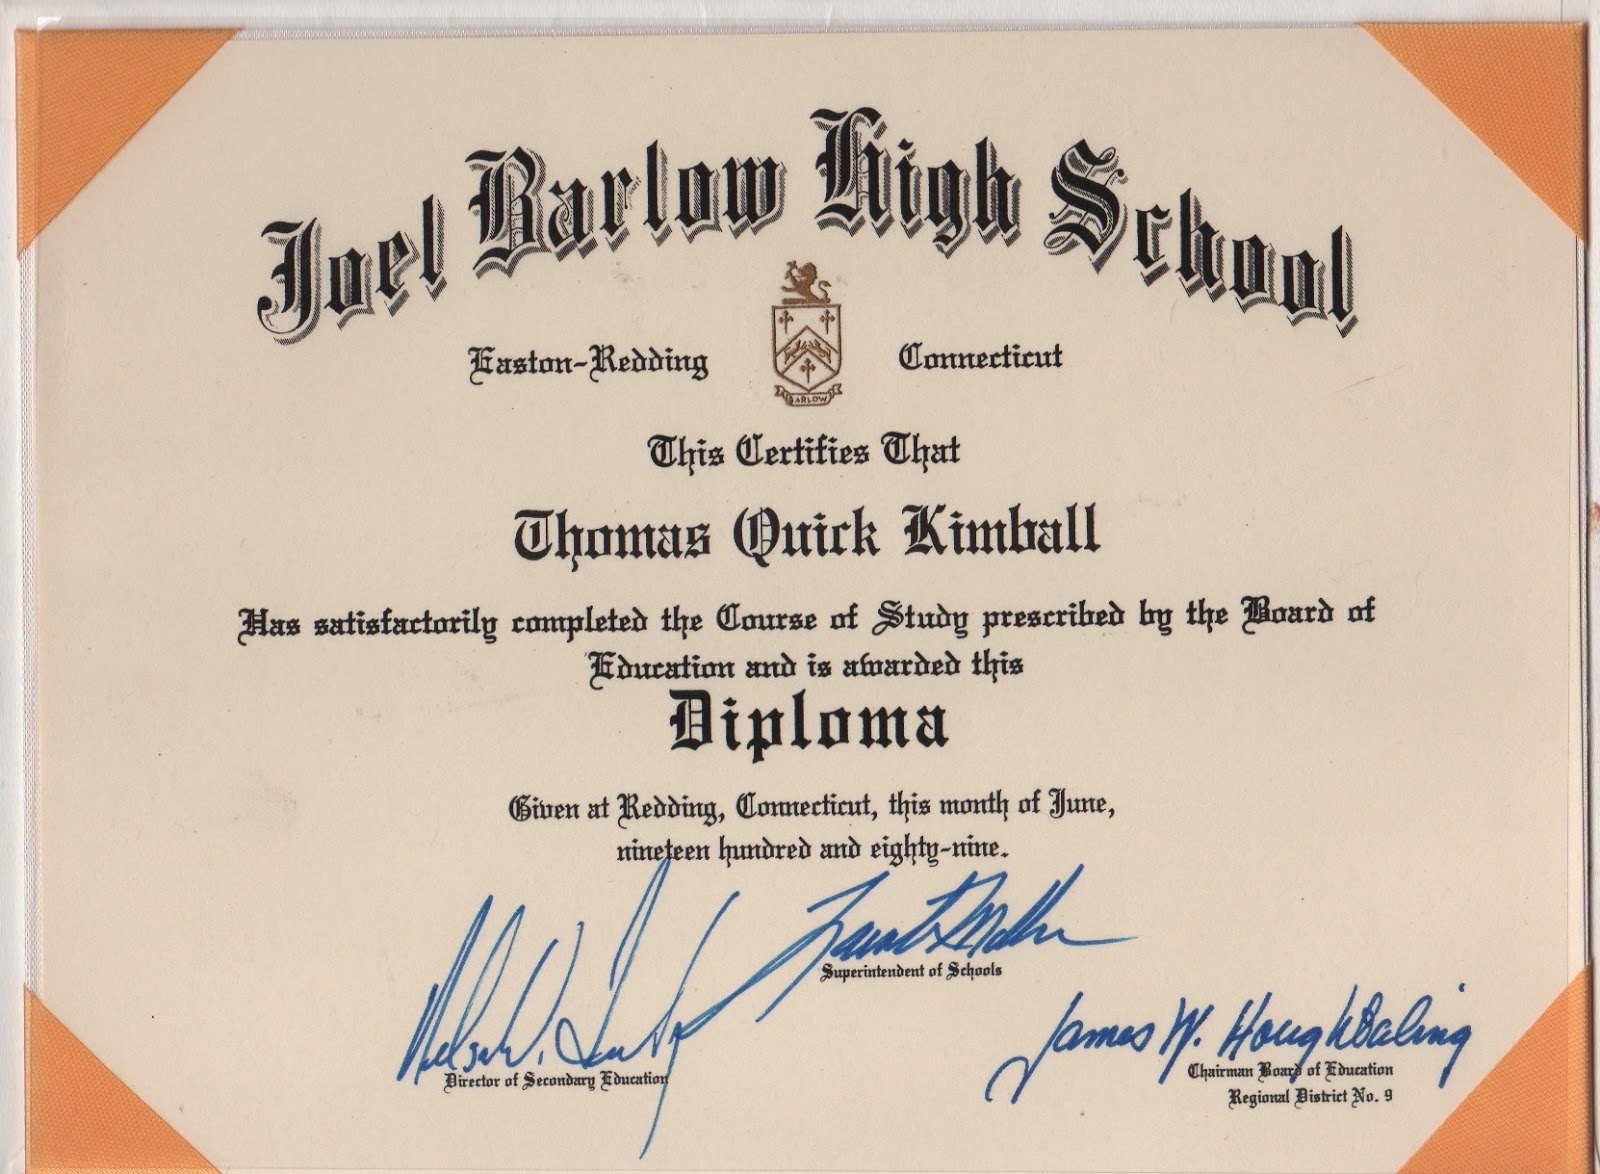 Joel Barlow High School
Easton-Redding Connecticut
BARLOW
This Certifies That
Thomas Quick Kimball
Has satisfactorily completed the Course of Study prescribed by the Board of
Education and is awarded this
Diploma
Given at Redding, Connecticut, this month of June,
nineteen hundred and eighty-nine.
Superintendent of Schools
Nelson W.
Director of Secondary Education
James W. HoughBaling
Chairman Board of Education
Regional District No. 9